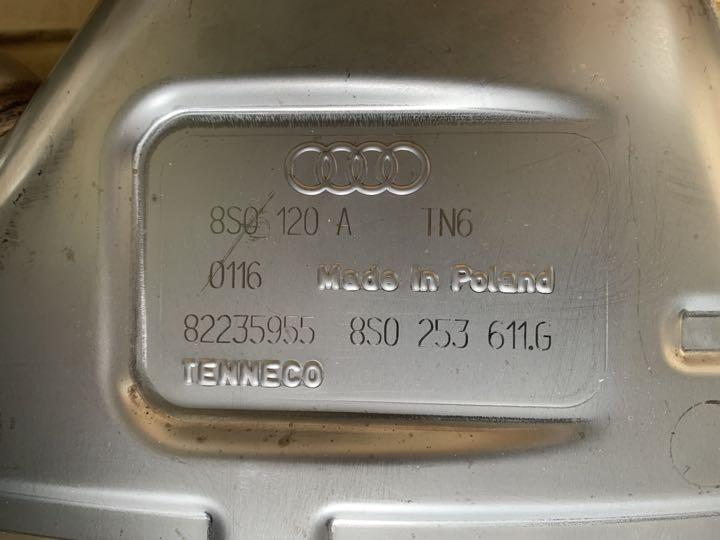 8S0 120 A TN6
0116 Made in Poland
82235955 8S0 253 611.G
TENNECO